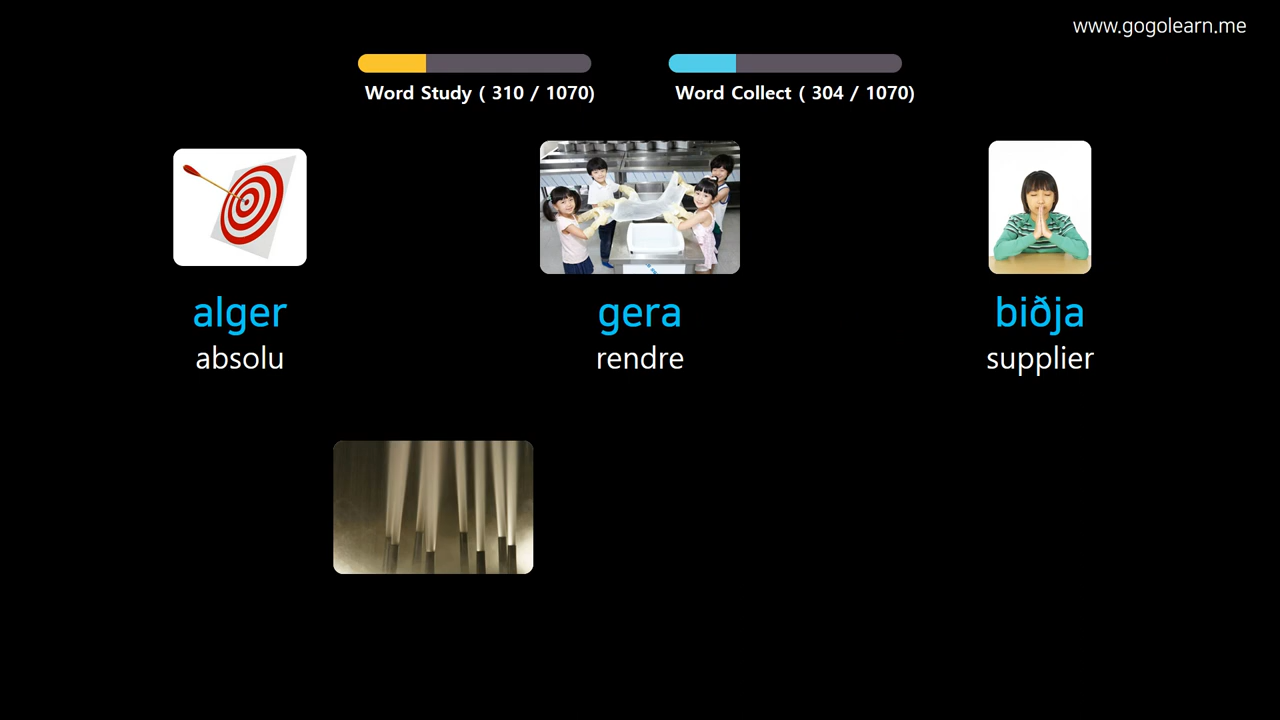 www.gogolearn.me
Word Study ( 310 / 1070)
Word Collect ( 304 / 1070)
alger
absolu
gera
rendre
biðja
supplier